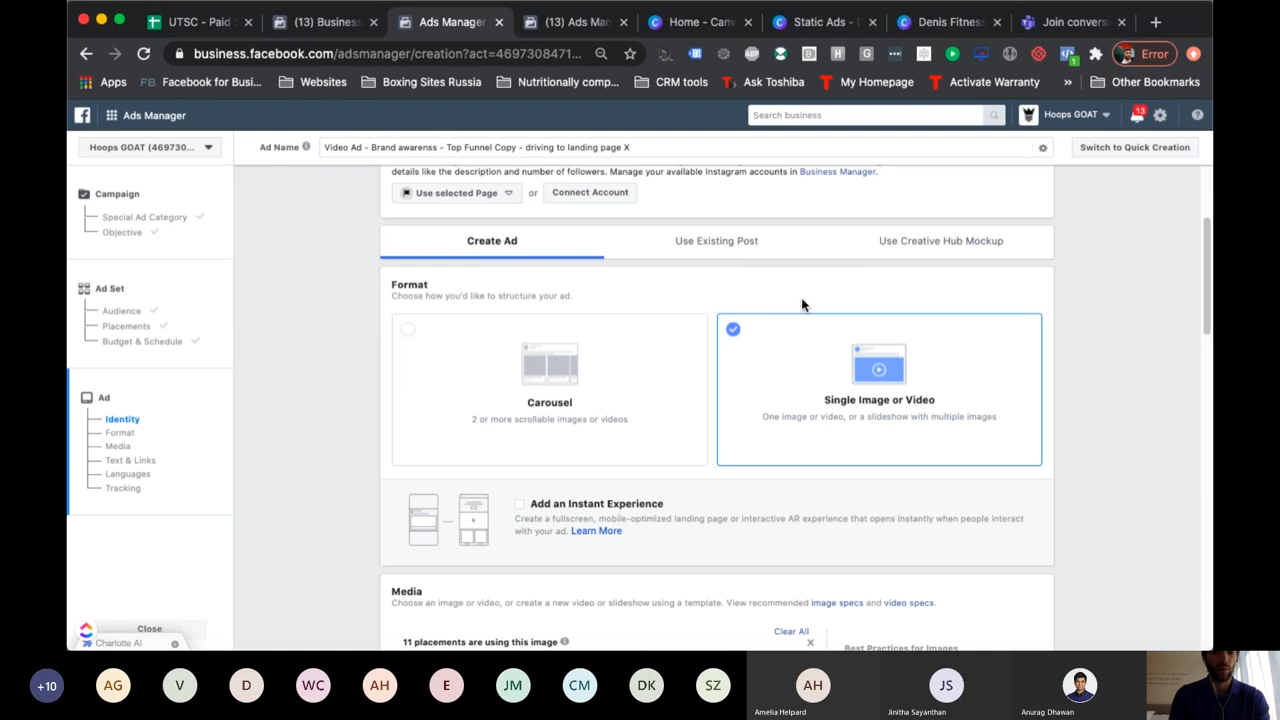 UTSC - Paid S
(13) Business
Ads Manager
(13) Ads Man
Home - Canv
Static Ads - D
Denis Fitness
Join convers
business.facebook.com/adsmanager/creation?act=4697308471...
Error
Apps
Facebook for Busi...
Websites
Boxing Sites Russia
Nutritionally comp...
CRM tools
Ask Toshiba
My Homepage
Activate Warranty
»
Other Bookmarks
Ads Manager
Search business
Hoops GOAT
13
Hoops GOAT (469730...
Ad Name
Video Ad - Brand awarenss - Top Funnel Copy - driving to landing page X
Switch to Quick Creation
details like the description and number of followers. Manage your available Instagram accounts in Business Manager.
Use selected Page
or
Connect Account
Campaign
Special Ad Category
Objective
Ad Set
Audience
Placements
Budget & Schedule
Ad
Identity
Format
Media
Text & Links
Languages
Tracking
Close
Charlotte AI
Create Ad
Use Existing Post
Use Creative Hub Mockup
Format
Choose how you'd like to structure your ad.
Carousel
2 or more scrollable images or videos
Single Image or Video
One image or video, or a slideshow with multiple images
Add an Instant Experience
Create a fullscreen, mobile-optimized landing page or interactive AR experience that opens instantly when people interact
with your ad. Learn More
Media
Choose an image or video, or create a new video or slideshow using a template. View recommended image specs and video specs.
Clear All
11 placements are using this image
Best Practices for Images
+10
AG
V
D
WC
AH
E
JM
CM
DK
SZ
AH
JS
Amelia Helpard
Jinitha Sayanthan
Anurag Dhawan